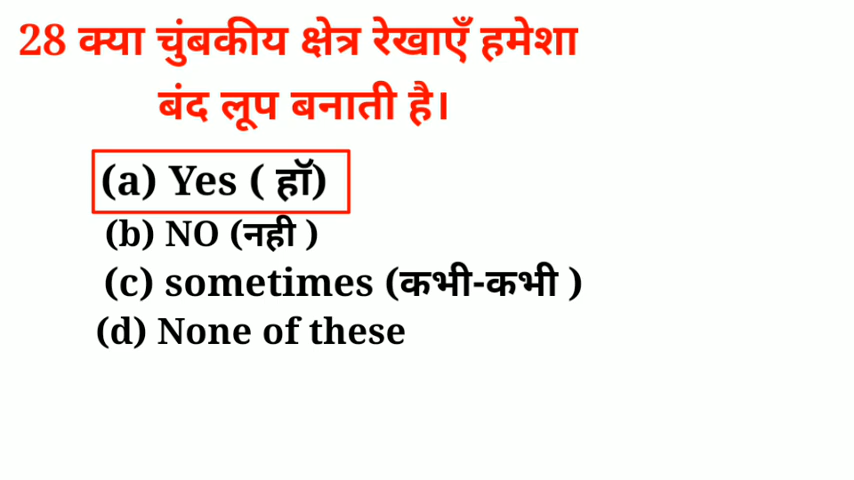 28 क्या चुंबकीय क्षेत्र रेखाएँ हमेशा
बंद लूप बनाती है।
(a) Yes ( हॉ)
(b) NO (नही )
(c) sometimes (कभी-कभी )
(d) None of these